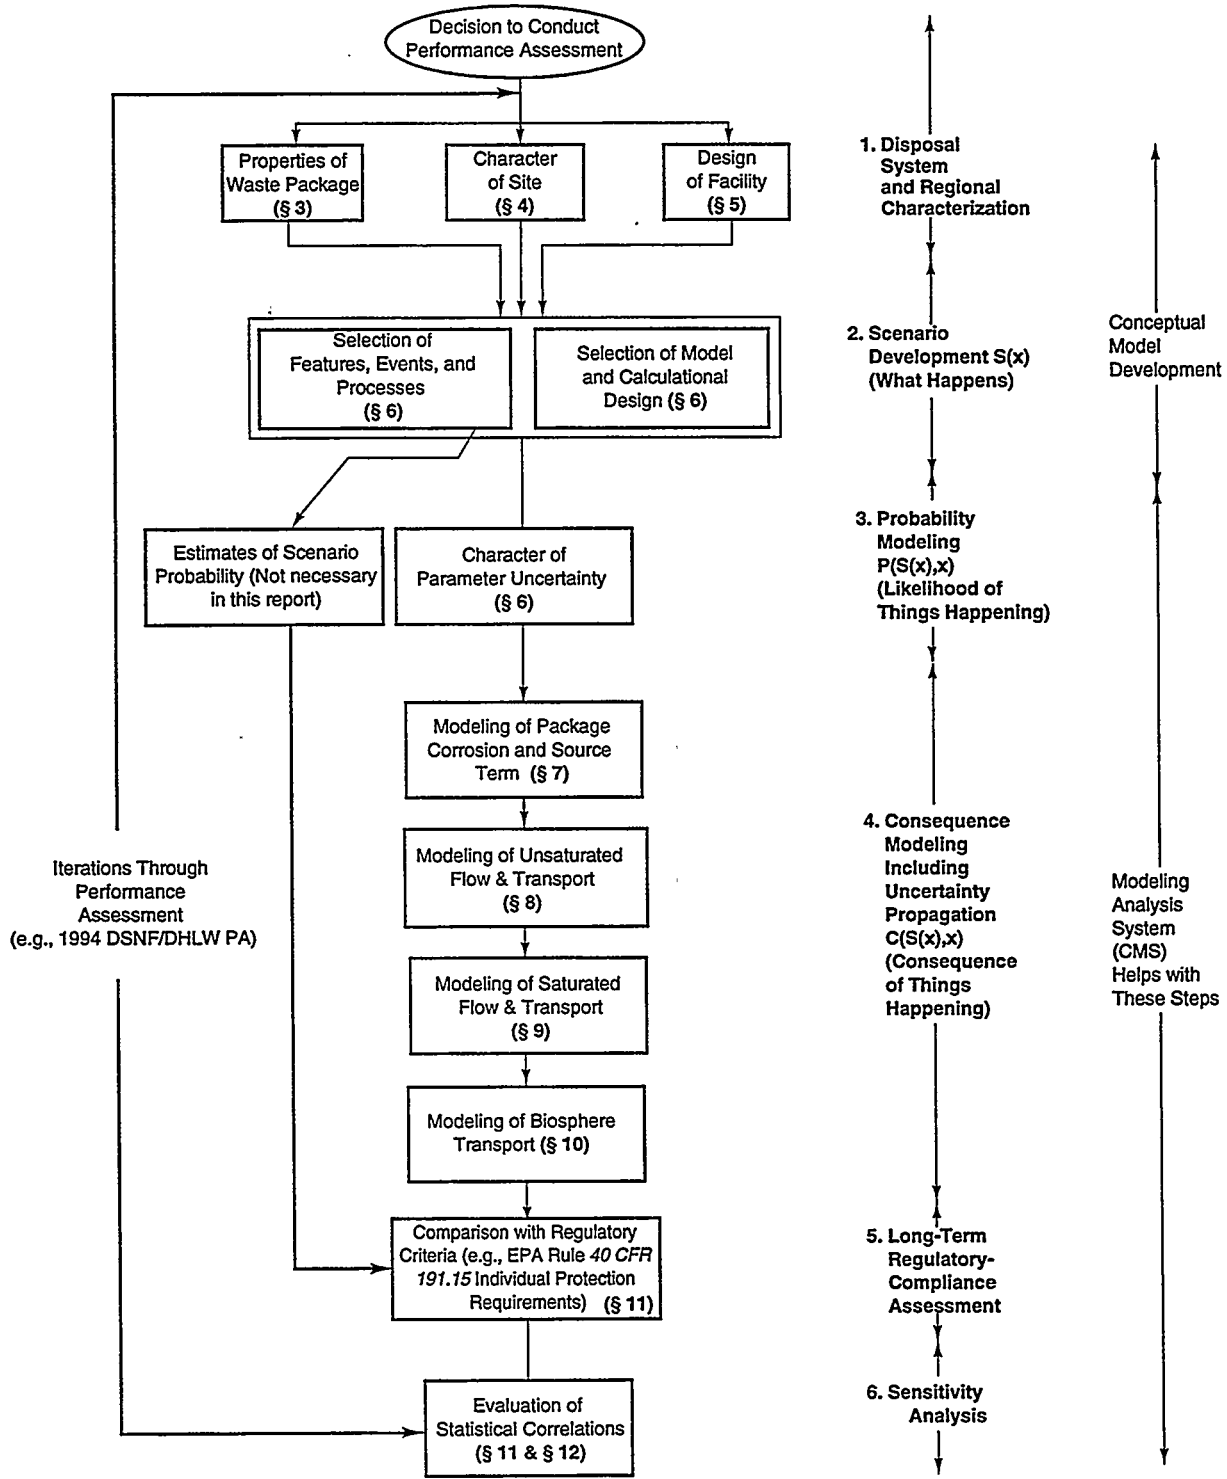 Decision to Conduct
Performance Assessment
Properties of
Waste Package
(§ 3)
Character
of Site
(§ 4)
Design
of Facility
(§ 5)
Selection of
Features, Events, and
Processes
(§ 6)
Selection of Model
and Calculational
Design (§ 6)
Estimates of Scenario
Probability (Not necessary
in this report)
Character of
Parameter Uncertainty
(§ 6)
Modeling of Package
Corrosion and Source
Term (§ 7)
Modeling of Unsaturated
Flow & Transport
(§ 8)
Modeling of Saturated
Flow & Transport
(§ 9)
Modeling of Biosphere
Transport (§ 10)
Comparison with Regulatory
Criteria (e.g., EPA Rule 40 CFR
191.15 Individual Protection
Requirements) (§ 11)
Evaluation of
Statistical Correlations
(§ 11 & § 12)
Iterations Through
Performance
Assessment
(e.g., 1994 DSNF/DHLW PA)
1. Disposal
System
and Regional
Characterization
2. Scenario
Development S(x)
(What Happens)
3. Probability
Modeling
P(S(x),x)
(Likelihood of
Things Happening)
4. Consequence
Modeling
Including
Uncertainty
Propagation
C(S(x),x)
(Consequence
of Things
Happening)
5. Long-Term
Regulatory-
Compliance
Assessment
6. Sensitivity
Analysis
Conceptual
Model
Development
Modeling
Analysis
System
(CMS)
Helps with
These Steps